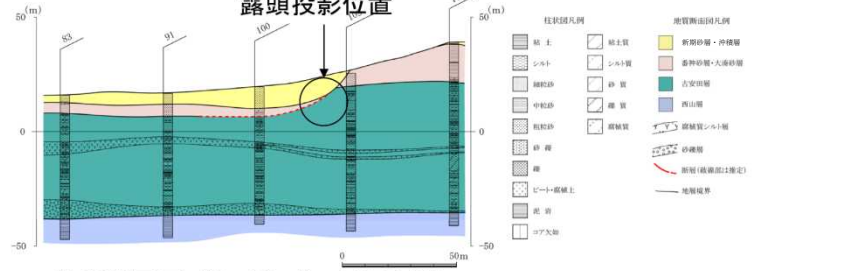 露頭投影位置
(m)
50
0
-50
83
91
100
(m)
50
0
-50
0 50m
柱状図凡例
粘土
シルト
細粒砂
中粒砂
粗粒砂
砂礫
礫
ピート・腐植土
泥岩
コア欠如
粘土質
シルト質
砂質
礫質
腐植質
地質断面図凡例
新期砂層・沖積層
番神砂層・大湊砂層
古安田層
西山層
腐植質シルト層
砂礫層
断層(破線部は推定)
地層境界